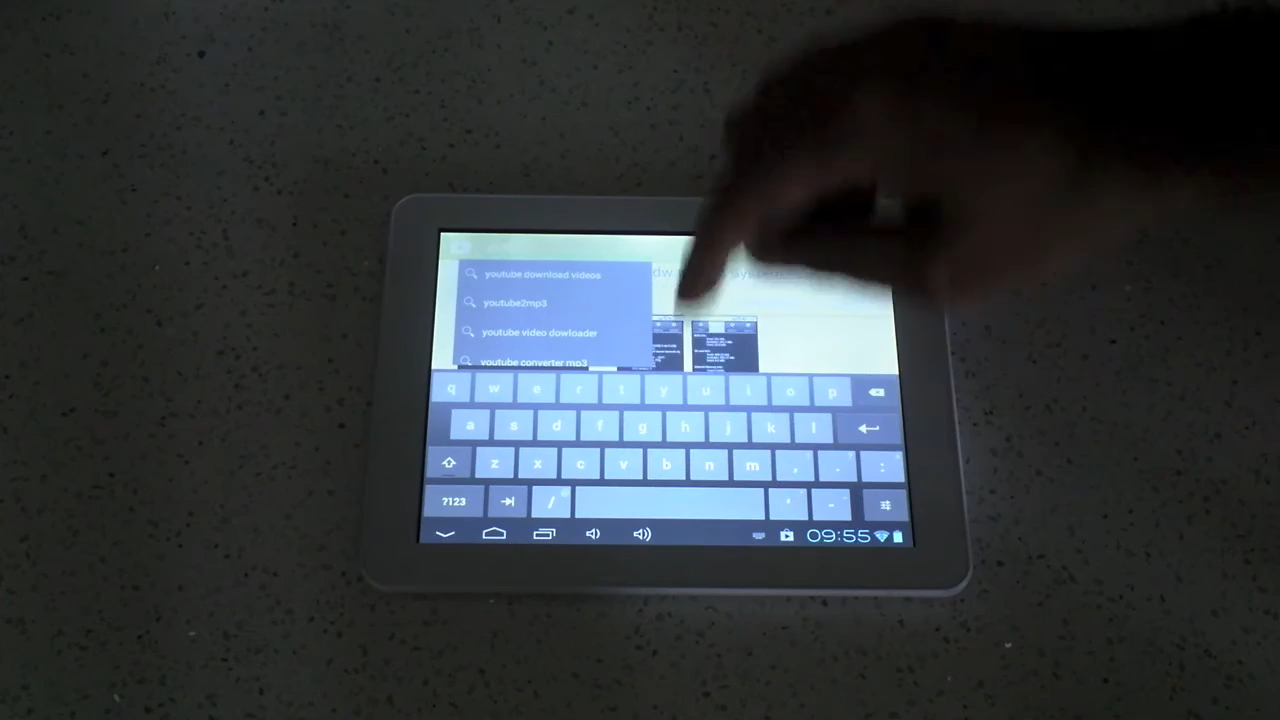 youtube download videos
youtube2mp3
youtube video dowloader
youtube converter mp3
q w e r t y u i o p
a s d f g h j k l
z x c v b n m , . :
?123 / ' -
09:55